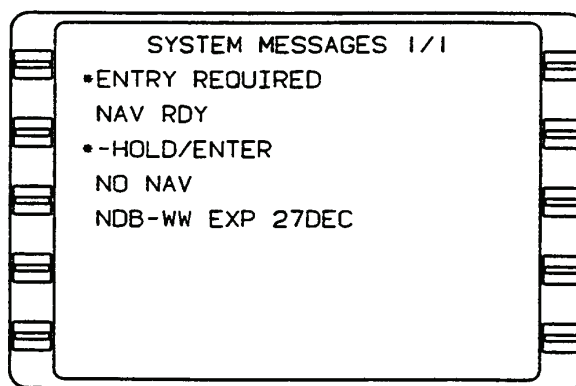 SYSTEM MESSAGES 1/1
*ENTRY REQUIRED
NAV RDY
*-HOLD/ENTER
NO NAV
NDB-WW EXP 27DEC